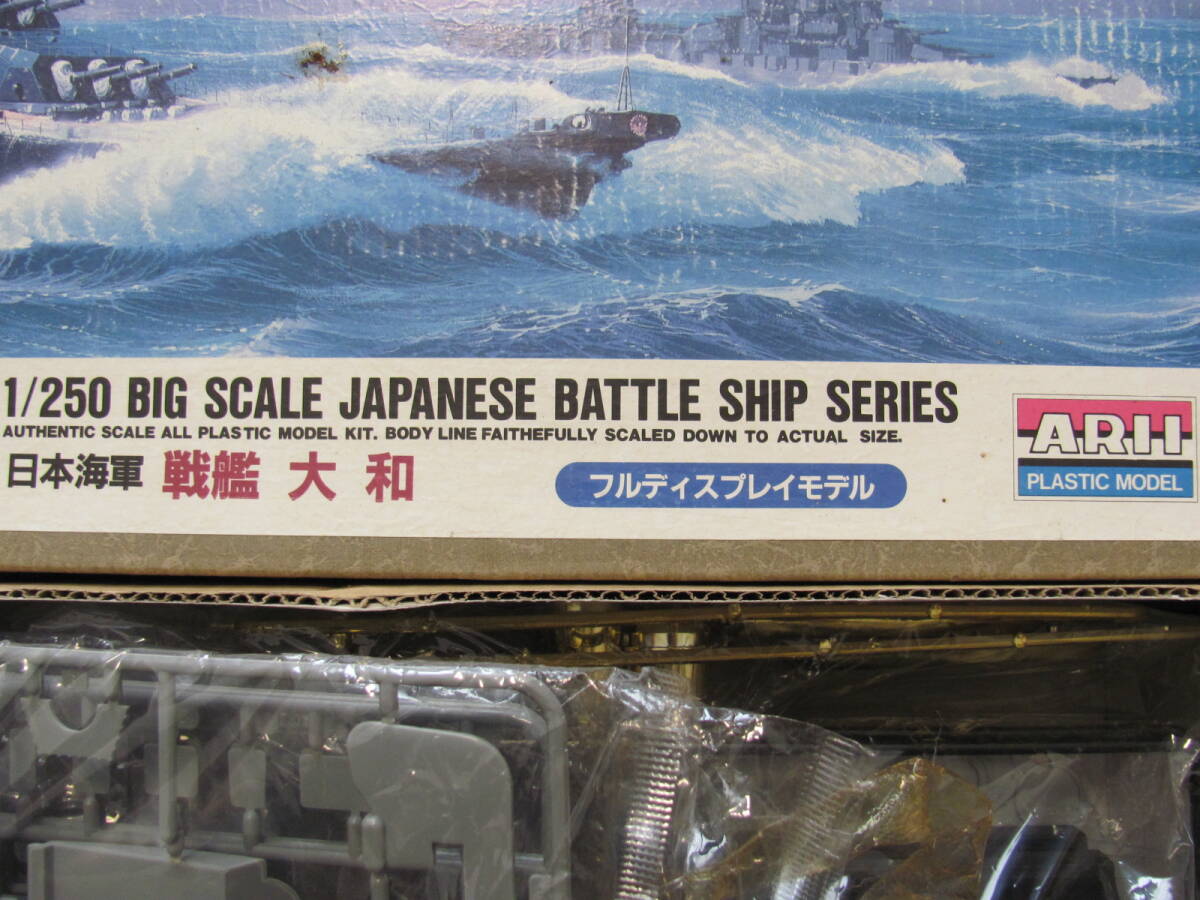 1/250 BIG SCALE JAPANESE BATTLE SHIP SERIES
AUTHENTIC SCALE ALL PLASTIC MODEL KIT. BODY LINE FAITHEFULLY SCALED DOWN TO ACTUAL SIZE.
日本海軍 戦艦 大和
フルディスプレイモデル
ARII
PLASTIC MODEL